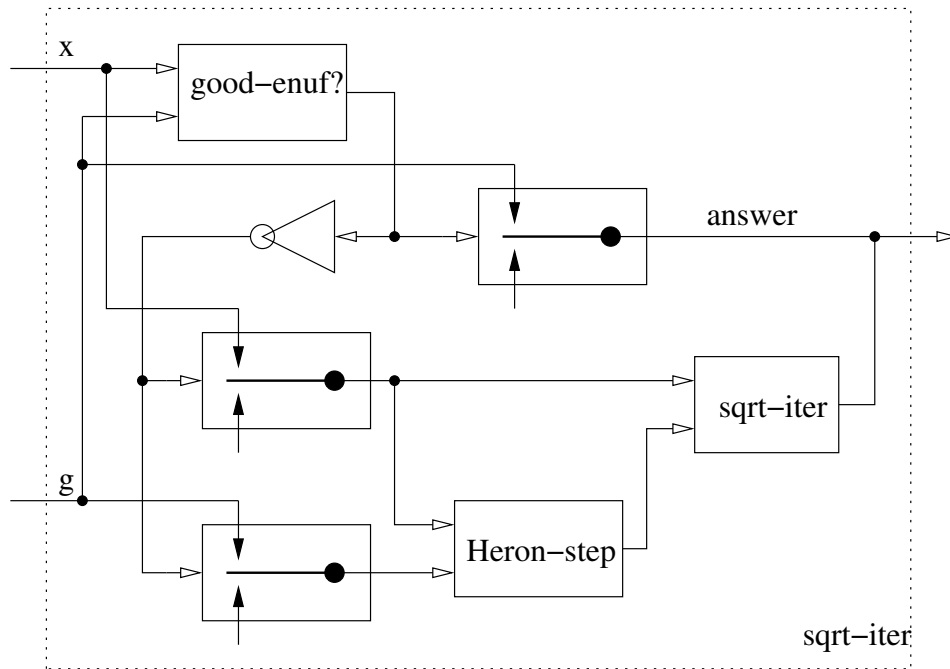 x
good−enuf?
answer
sqrt−iter
g
Heron−step
sqrt−iter